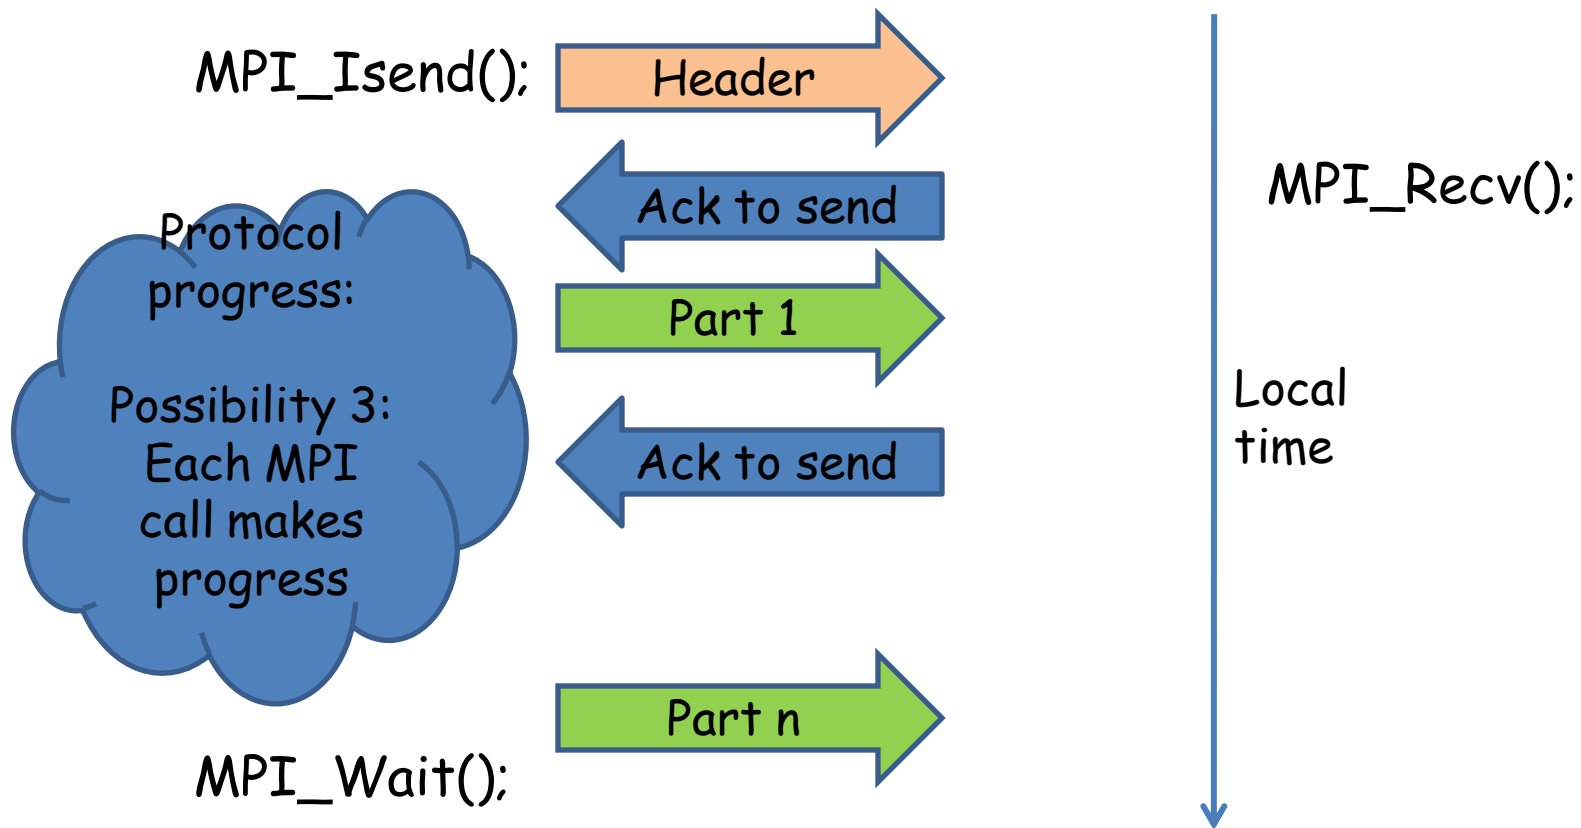 MPI_Isend();
Header
Ack to send
MPI_Recv();
Protocol
progress:
Part 1
Possibility 3:
Each MPI
call makes
progress
Local
time
Ack to send
Part n
MPI_Wait();